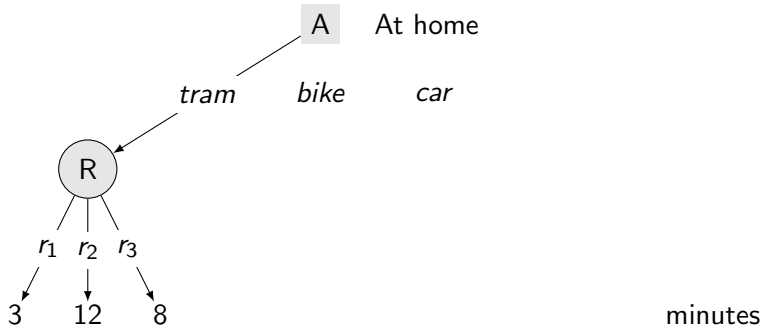 A At home
tram bike car
R
r1 r2 r3
3 12 8 minutes